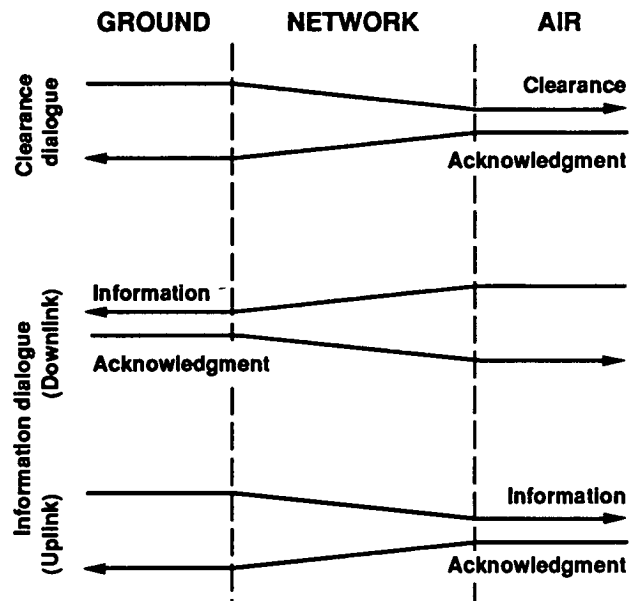 GROUND NETWORK AIR
Clearance dialogue
Clearance
Acknowledgment
Information dialogue
(Downlink)
Information
Acknowledgment
(Uplink)
Information
Acknowledgment